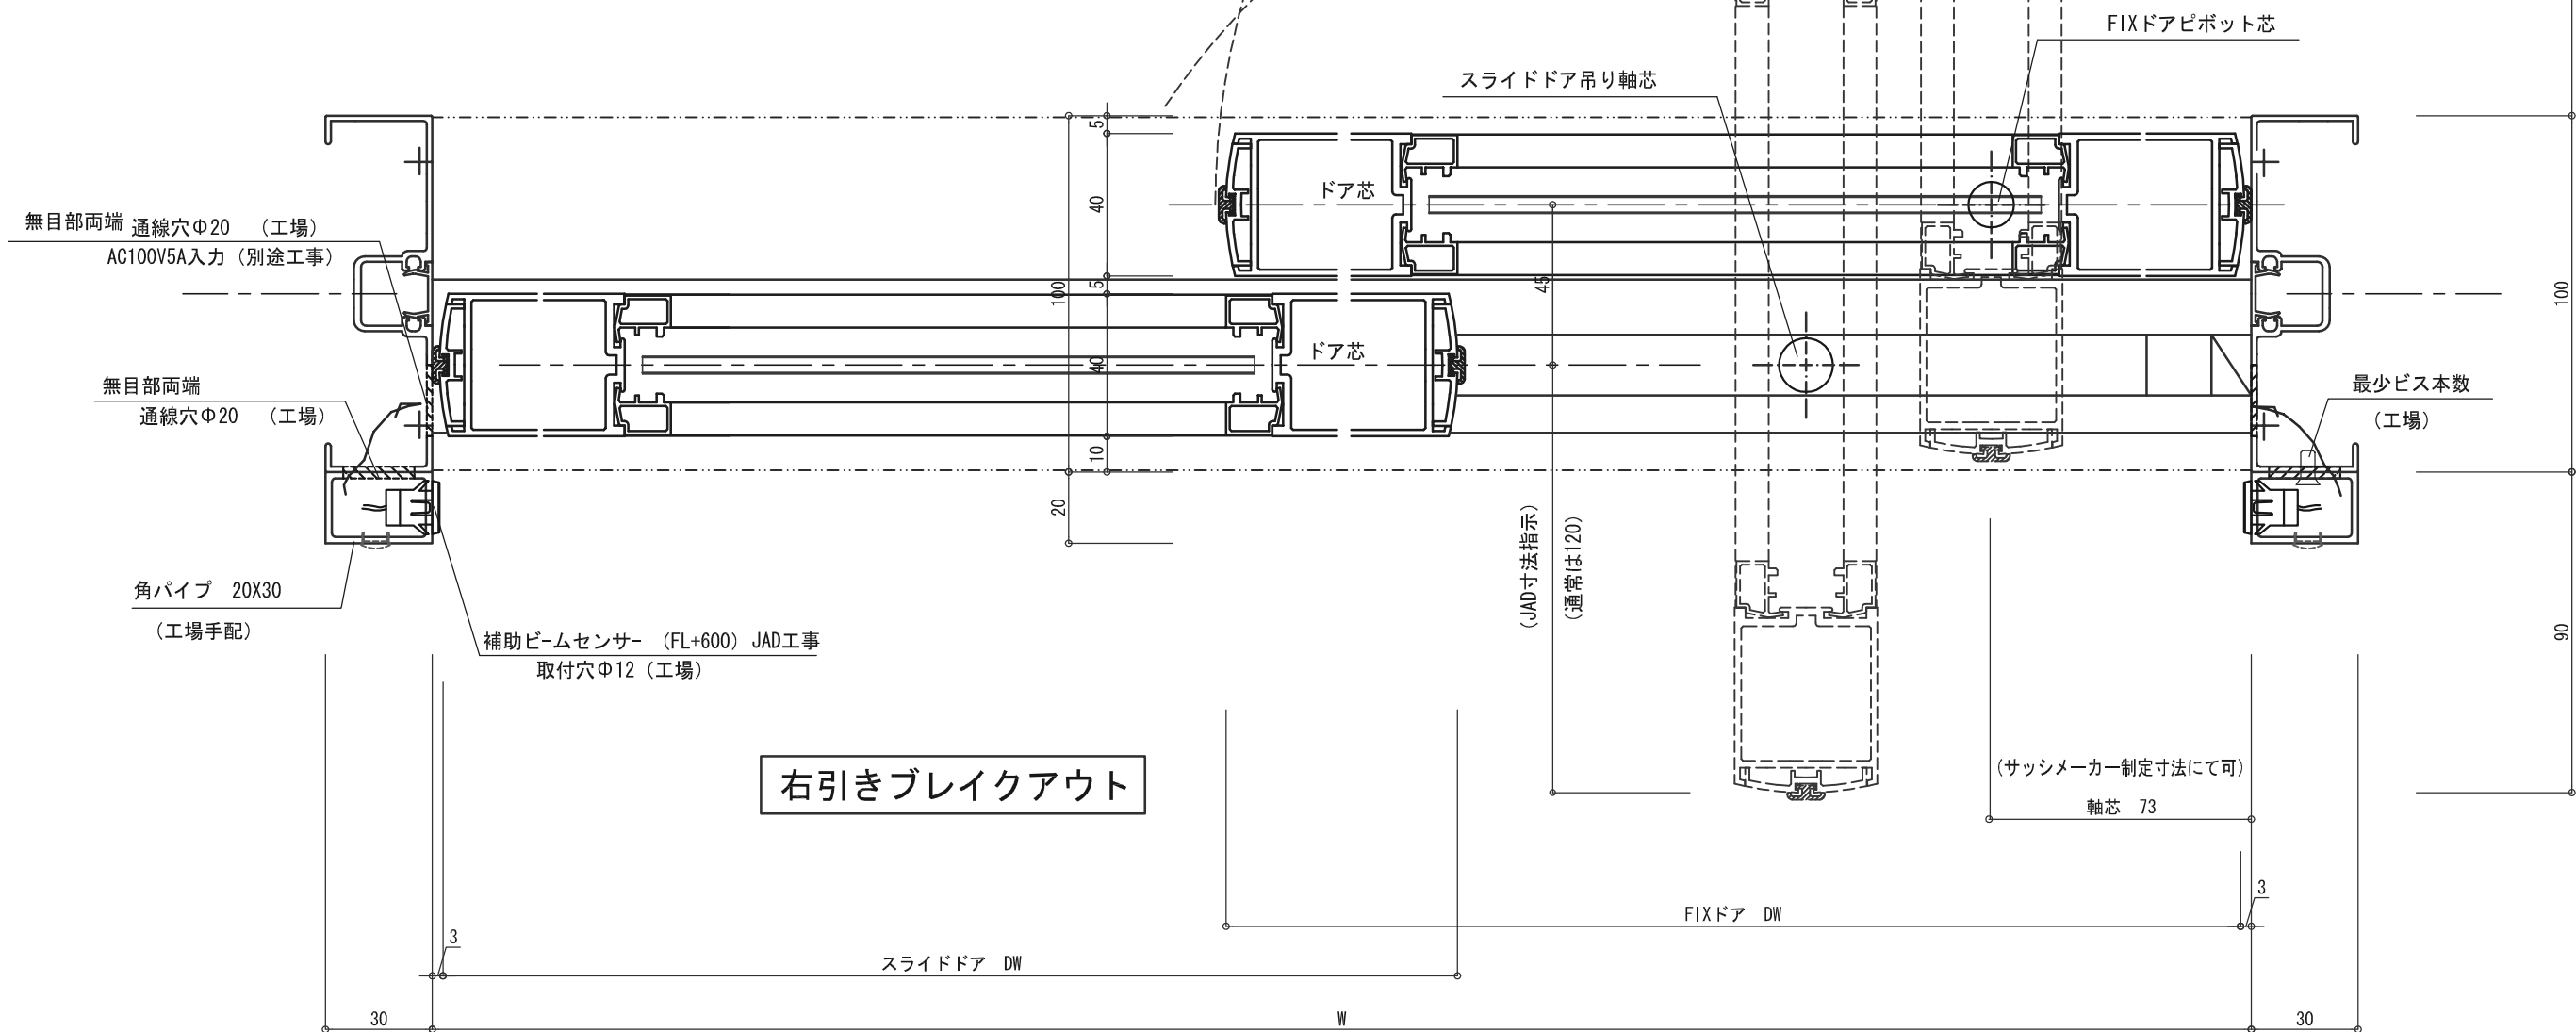 FIXドアピボット芯
スライドドア吊り軸芯
5
ドア芯
40
無目部両端 通線穴Φ20 （工場）
AC100V5A入力（別途工事）
45
5
100
100
ドア芯
40
無目部両端
通線穴Φ20 （工場）
最少ビス本数
（工場）
10
20
（JAD寸法指示）
（通常は120）
角パイプ 20X30
（工場手配）
補助ビームセンサー （FL+600） JAD工事
取付穴Φ12（工場）
90
右引きブレイクアウト
（サッシメーカー制定寸法にて可）
軸芯 73
3
FIXドア DW
3
スライドドア DW
30
W
30